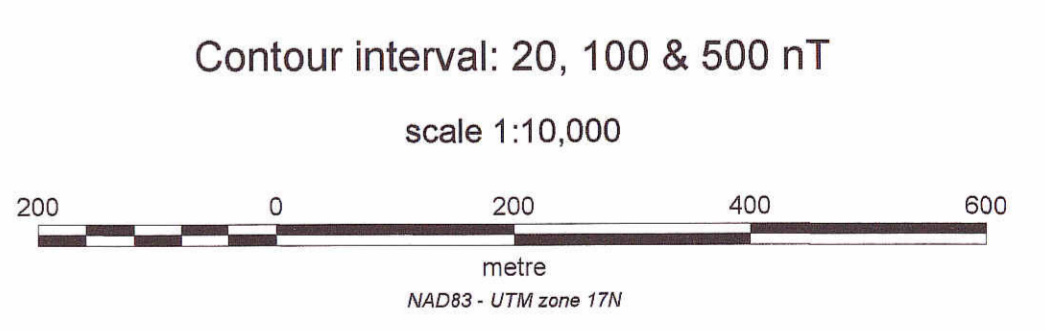 Contour interval: 20, 100 & 500 nT
scale 1:10,000
200 0 200 400 600
metre
NAD83 - UTM zone 17N